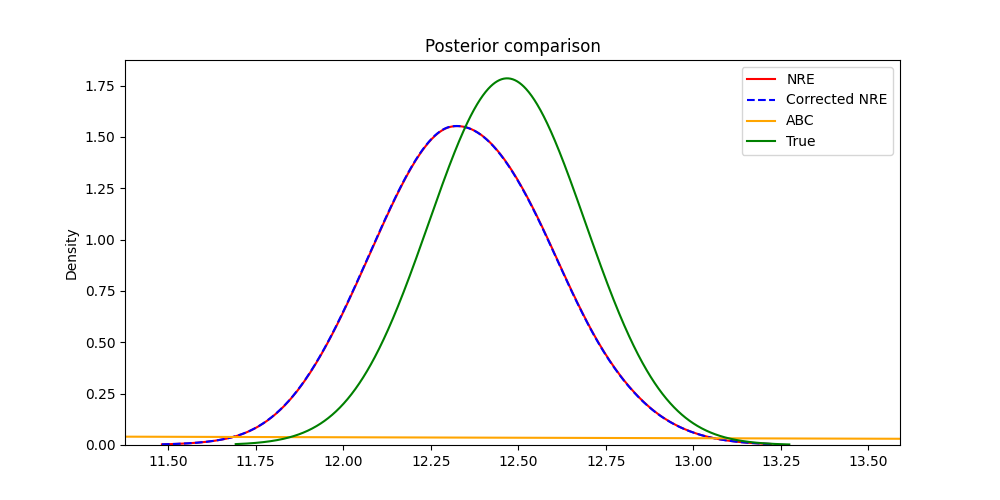 Posterior comparison
NRE
Corrected NRE
ABC
True
Density
1.75
1.50
1.25
1.00
0.75
0.50
0.25
0.00
11.50 11.75 12.00 12.25 12.50 12.75 13.00 13.25 13.50